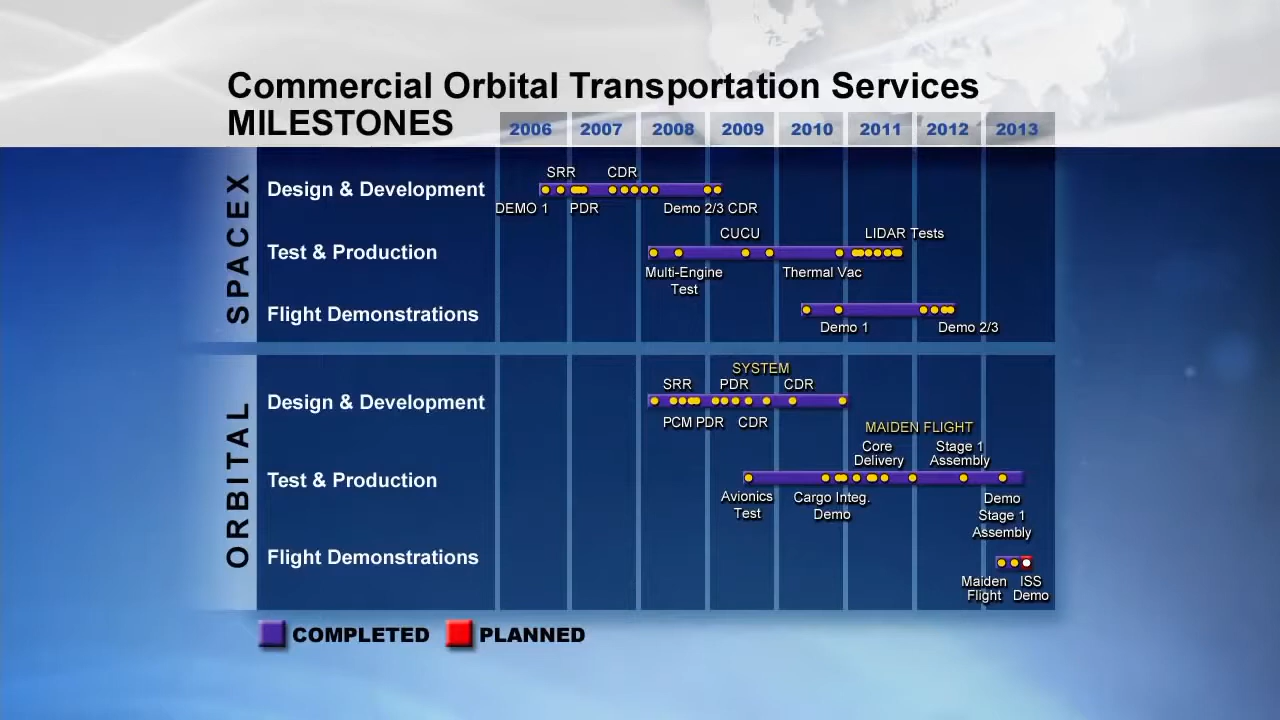 Commercial Orbital Transportation Services
MILESTONES
2006 2007 2008 2009 2010 2011 2012 2013
SPACEX
Design & Development
SRR CDR
DEMO 1 PDR Demo 2/3 CDR
Test & Production
CUCU LIDAR Tests
Multi-Engine
Test
Thermal Vac
Flight Demonstrations
Demo 1 Demo 2/3
ORBITAL
Design & Development
SYSTEM
SRR PDR CDR
PCM PDR CDR
Test & Production
MAIDEN FLIGHT
Core
Delivery
Stage 1
Assembly
Avionics
Test
Cargo Integ.
Demo
Demo
Stage 1
Assembly
Flight Demonstrations
Maiden
Flight
ISS
Demo
COMPLETED PLANNED